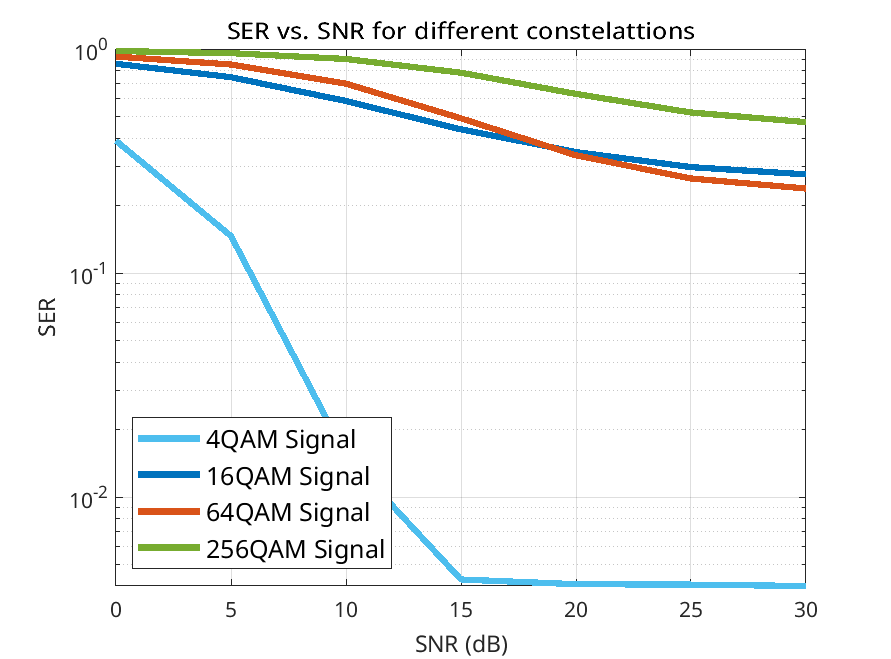 SER vs. SNR for different constelattions
10^0
10^-1
10^-2
SER
4QAM Signal
16QAM Signal
64QAM Signal
256QAM Signal
0 5 10 15 20 25 30
SNR (dB)